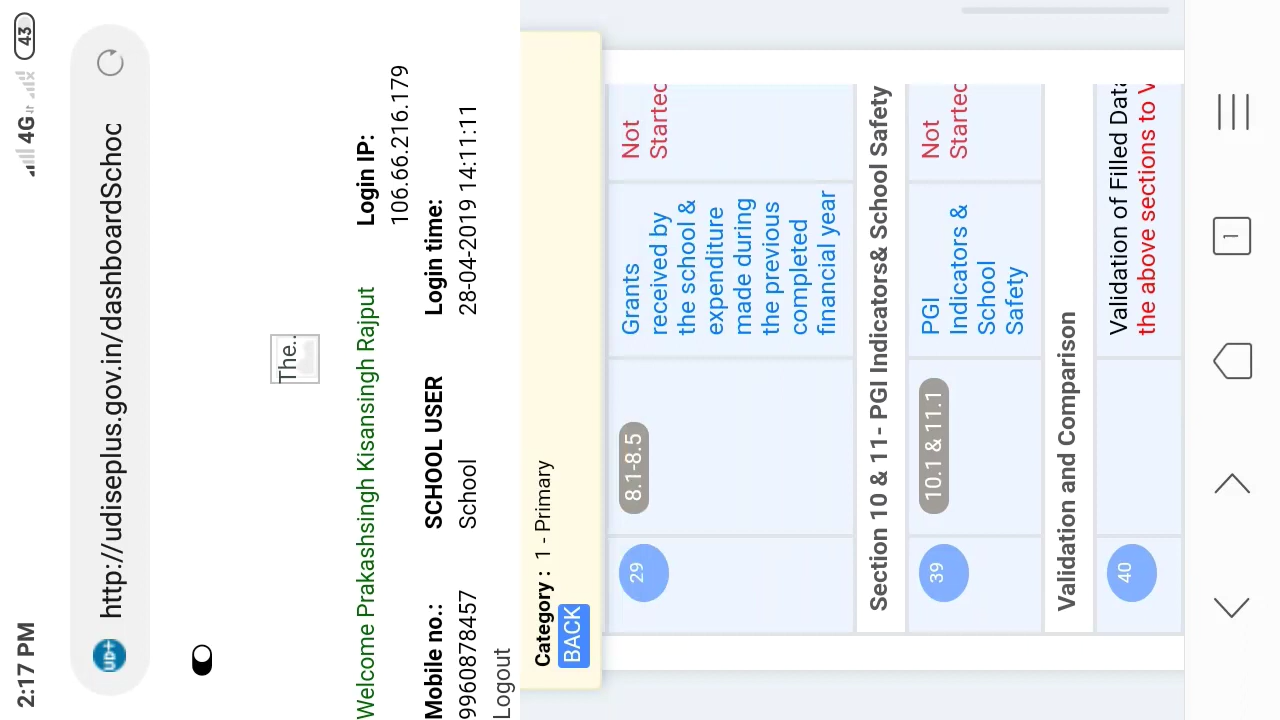 2:17 PM
4G
43
http://udiseplus.gov.in/dashboardSchoc
The..
Welcome Prakashsingh Kisansingh Rajput
Login IP:
106.66.216.179
Mobile no.:
9960878457
SCHOOL USER
School
Login time:
28-04-2019 14:11:11
Logout
Category : 1 - Primary
BACK
29
8.1-8.5
Grants
received by
the school &
expenditure
made during
the previous
completed
financial year
Not
Started
Section 10 & 11- PGI Indicators& School Safety
39
10.1 & 11.1
PGI
Indicators &
School
Safety
Not
Started
Validation and Comparison
40
Validation of Filled Data
the above sections to V
1